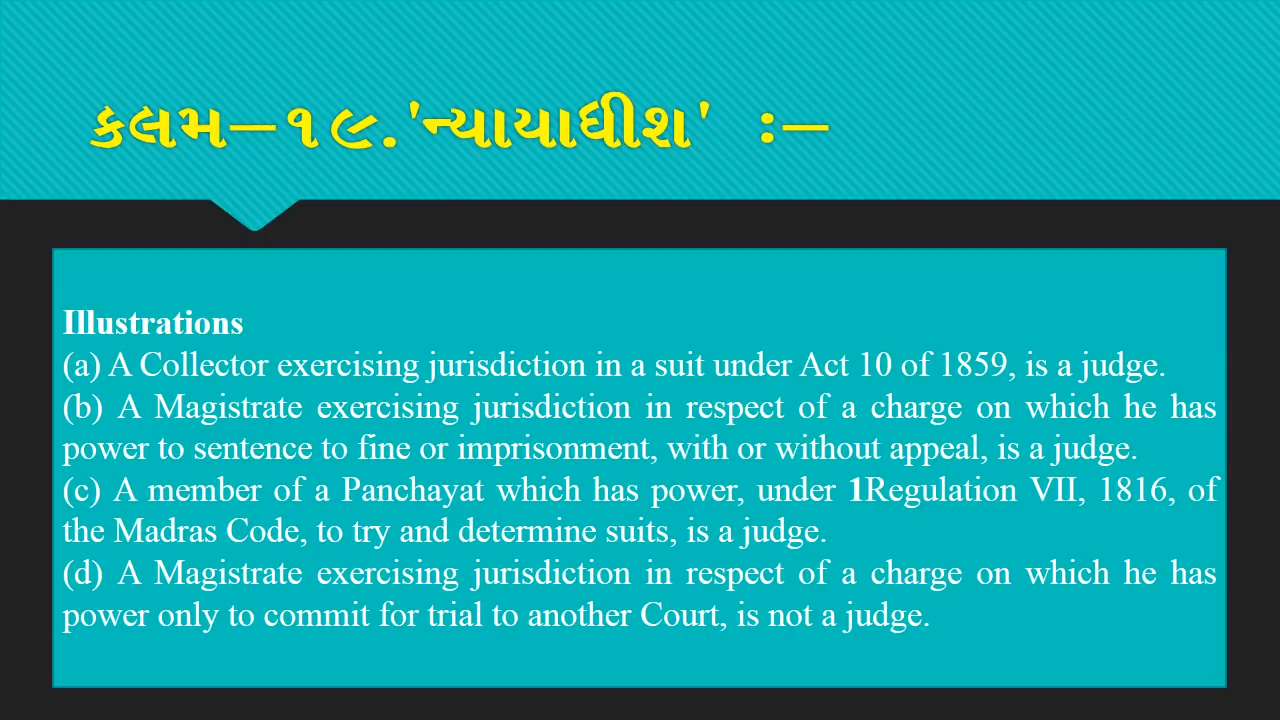 કલમ–૧૯.'ન્યાયાધીશ' :–
Illustrations
(a) A Collector exercising jurisdiction in a suit under Act 10 of 1859, is a judge.
(b) A Magistrate exercising jurisdiction in respect of a charge on which he has
power to sentence to fine or imprisonment, with or without appeal, is a judge.
(c) A member of a Panchayat which has power, under 1Regulation VII, 1816, of
the Madras Code, to try and determine suits, is a judge.
(d) A Magistrate exercising jurisdiction in respect of a charge on which he has
power only to commit for trial to another Court, is not a judge.